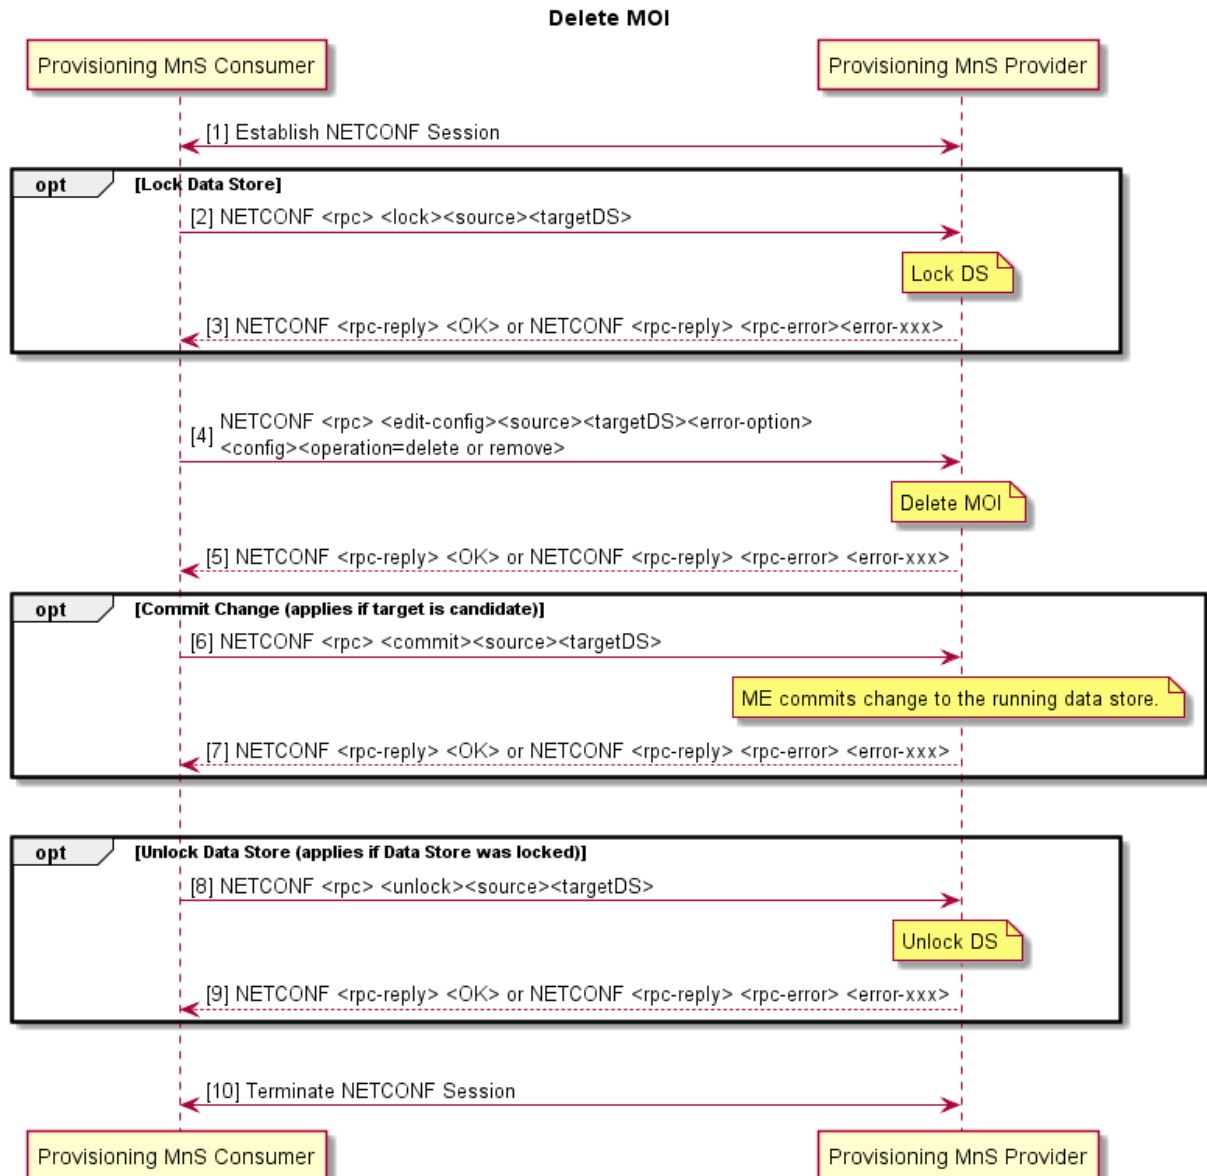 Delete MOI
Provisioning MnS Consumer
Provisioning MnS Provider
[1] Establish NETCONF Session
opt
[Lock Data Store]
[2] NETCONF <rpc> <lock><source><targetDS>
Lock DS
[3] NETCONF <rpc-reply> <OK> or NETCONF <rpc-reply> <rpc-error><error-xxx>
[4]
NETCONF <rpc> <edit-config><source><targetDS><error-option>
<config><operation=delete or remove>
Delete MOI
[5] NETCONF <rpc-reply> <OK> or NETCONF <rpc-reply> <rpc-error> <error-xxx>
opt
[Commit Change (applies if target is candidate)]
[6] NETCONF <rpc> <commit><source><targetDS>
ME commits change to the running data store.
[7] NETCONF <rpc-reply> <OK> or NETCONF <rpc-reply> <rpc-error> <error-xxx>
opt
[Unlock Data Store (applies if Data Store was locked)]
[8] NETCONF <rpc> <unlock><source><targetDS>
Unlock DS
[9] NETCONF <rpc-reply> <OK> or NETCONF <rpc-reply> <rpc-error> <error-xxx>
[10] Terminate NETCONF Session
Provisioning MnS Consumer
Provisioning MnS Provider